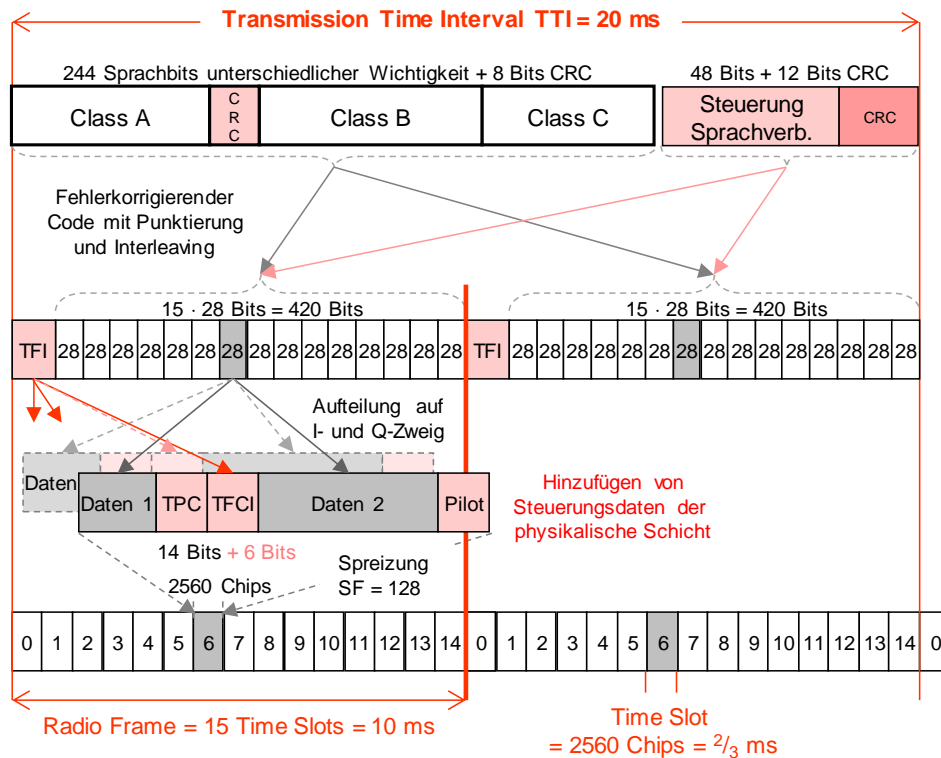 Transmission Time Interval TTI = 20 ms
244 Sprachbits unterschiedlicher Wichtigkeit + 8 Bits CRC
48 Bits + 12 Bits CRC
Class A
C
R
C
Class B
Class C
Steuerung
Sprachverb.
CRC
Fehlerkorrigierender
Code mit Punktierung
und Interleaving
15 · 28 Bits = 420 Bits
15 · 28 Bits = 420 Bits
TFI 28 28 28 28 28 28 28 28 28 28 28 28 28 28 28 TFI 28 28 28 28 28 28 28 28 28 28 28 28 28 28 28
Aufteilung auf
I- und Q-Zweig
Daten
Daten 1
TPC
TFCI
Daten 2
Pilot
Hinzufügen von
Steuerungsdaten der
physikalische Schicht
14 Bits + 6 Bits
2560 Chips
Spreizung
SF = 128
0 1 2 3 4 5 6 7 8 9 10 11 12 13 14 0 1 2 3 4 5 6 7 8 9 10 11 12 13 14 0
Radio Frame = 15 Time Slots = 10 ms
Time Slot
= 2560 Chips = 2/3 ms